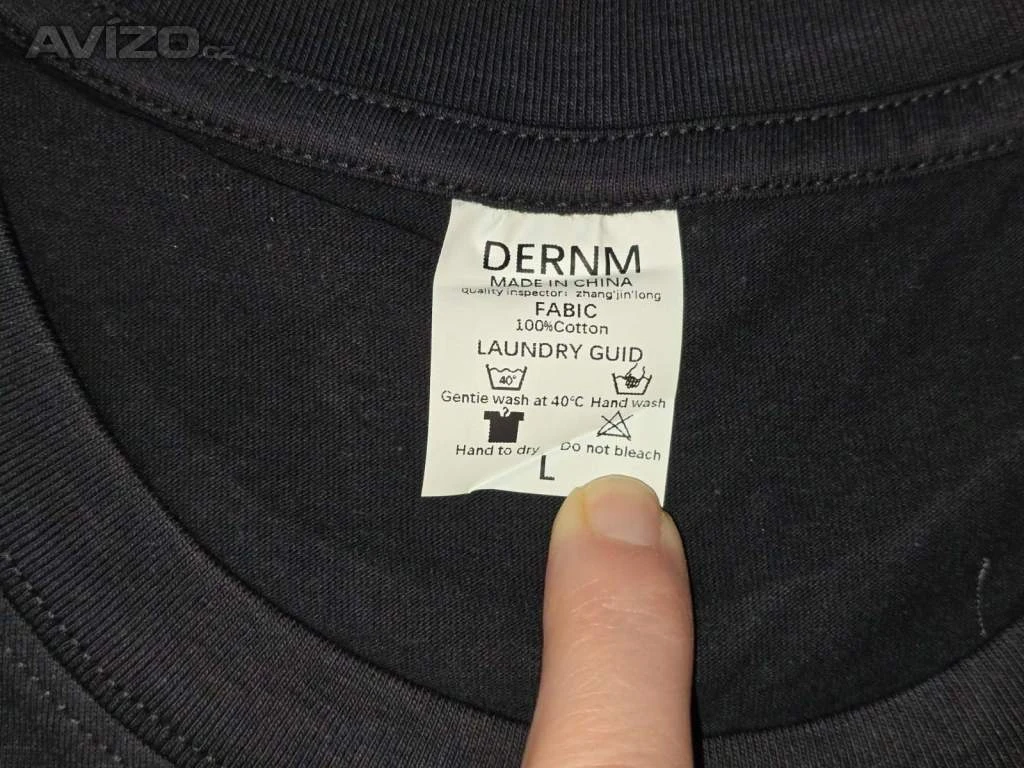 AVÍZO.cz
DERNM
MADE IN CHINA
quality inspector: zhang'jin'long
FABIC
100%Cotton
LAUNDRY GUID
40°
Gentie wash at 40°C Hand wash
Hand to dry Do not bleach
L